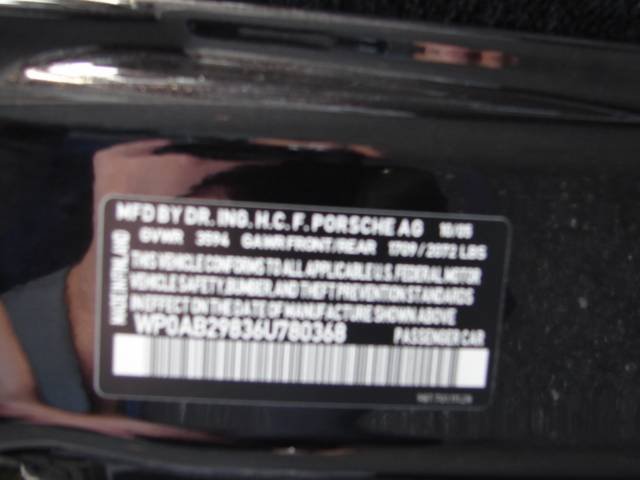 MFD BY DR. ING. H.C. F. PORSCHE AG 10/05
GVWR 3594 GAWR FRONT/REAR 1709/2072 LBS
THIS VEHICLE CONFORMS TO ALL APPLICABLE U.S. FEDERAL MOTOR
VEHICLE SAFETY, BUMPER, AND THEFT PREVENTION STANDARDS
IN EFFECT ON THE DATE OF MANUFACTURE SHOWN ABOVE
WP0AB29836U780368 PASSENGER CAR
MADE IN FINLAND